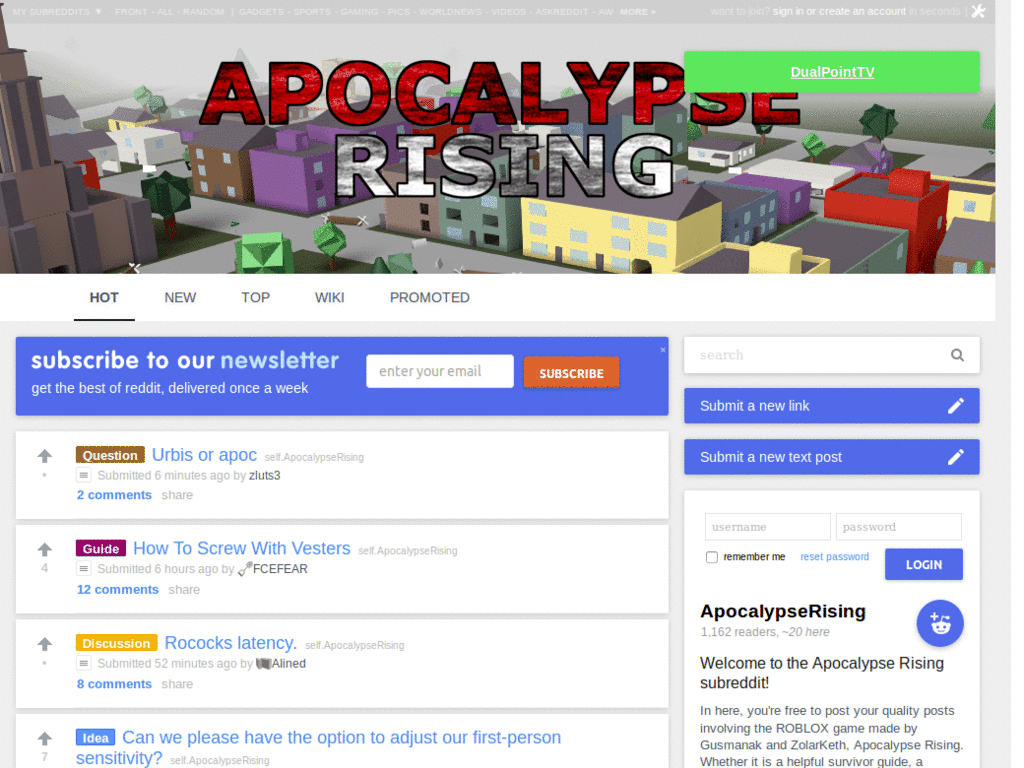 MY SUBREDDITS ▼ FRONT - ALL - RANDOM | GADGETS - SPORTS - GAMING - PICS - WORLDNEWS - VIDEOS - ASKREDDIT - AW MORE »
want to join? sign in or create an account in seconds |
DualPointTV
APOCALYPSE
RISING
HOT NEW TOP WIKI PROMOTED
subscribe to our newsletter
get the best of reddit, delivered once a week
enter your email
SUBSCRIBE
×
search
Submit a new link
Submit a new text post
Question Urbis or apoc self.ApocalypseRising
Submitted 6 minutes ago by zluts3
2 comments share
Guide How To Screw With Vesters self.ApocalypseRising
4
Submitted 6 hours ago by FCEFEAR
12 comments share
Discussion Rococks latency. self.ApocalypseRising
Submitted 52 minutes ago by Alined
8 comments share
Idea Can we please have the option to adjust our first-person
7
sensitivity? self.ApocalypseRising
username password
remember me reset password LOGIN
ApocalypseRising
1,162 readers, ~20 here
Welcome to the Apocalypse Rising
subreddit!
In here, you're free to post your quality posts
involving the ROBLOX game made by
Gusmanak and ZolarKeth, Apocalypse Rising.
Whether it is a helpful survivor guide, a